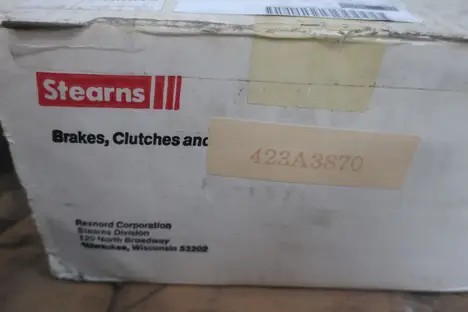 Stearns
Brakes, Clutches and
423A3870
Rexnord Corporation
Stearns Division
120 North Broadway
Milwaukee, Wisconsin 53202